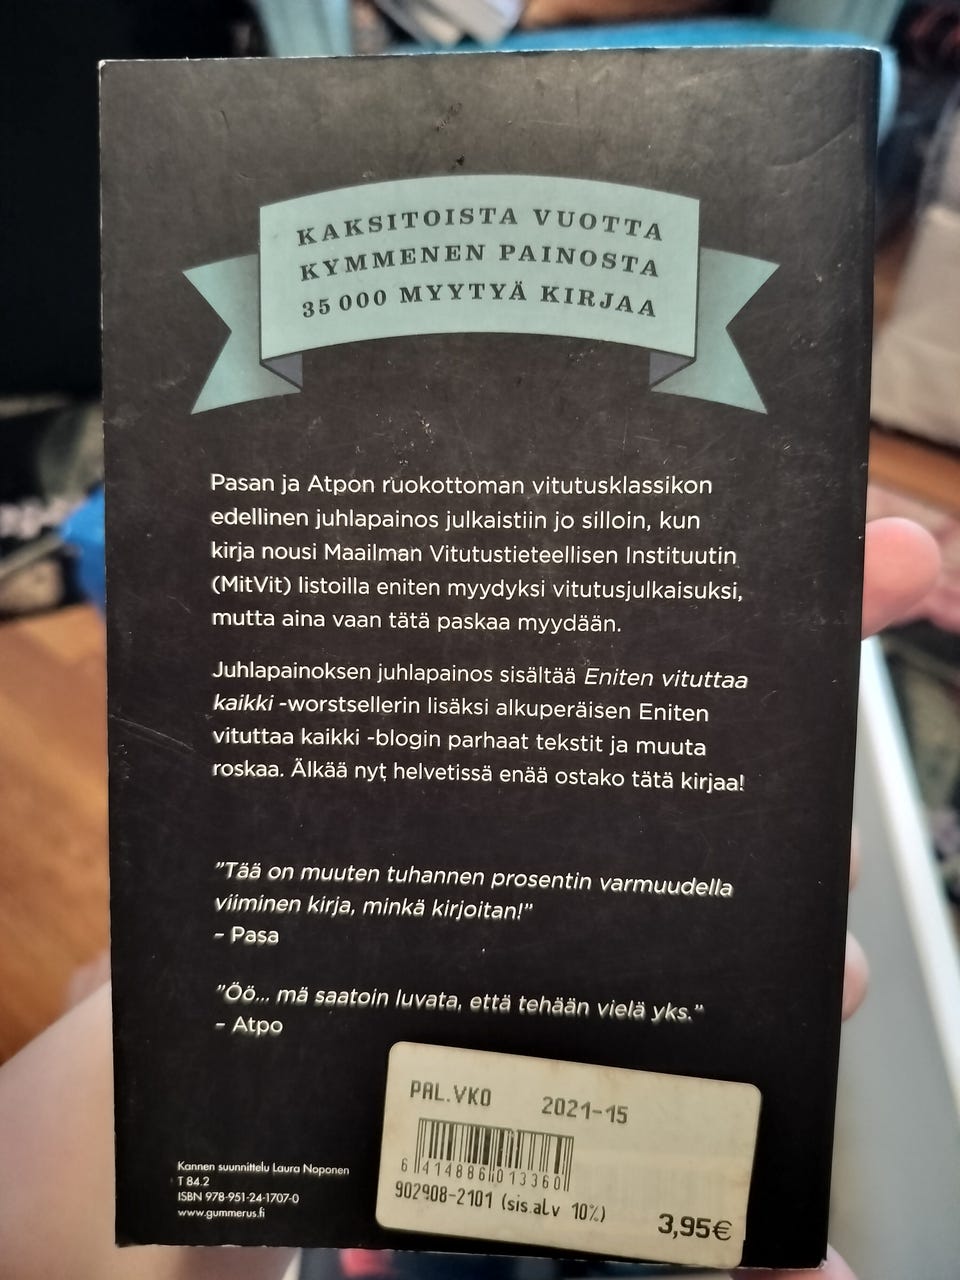 KAKSITOISTA VUOTTA
KYMMENEN PAINOSTA
35 000 MYYTYÄ KIRJAA
Pasan ja Atpon ruokottoman vitutusklassikon
edellinen juhlapainos julkaistiin jo silloin, kun
kirja nousi Maailman Vitutustieteellisen Instituutin
(MitVit) listoilla eniten myydyksi vitutusjulkaisuksi,
mutta aina vaan tätä paskaa myydään.
Juhlapainoksen juhlapainos sisältää Eniten vituttaa
kaikki -worstsellerin lisäksi alkuperäisen Eniten
vituttaa kaikki -blogin parhaat tekstit ja muuta
roskaa. Älkää nyt helvetissä enää ostako tätä kirjaa!
”Tää on muuten tuhannen prosentin varmuudella
viiminen kirja, minkä kirjoitan!”
– Pasa
”Öö... mä saatoin luvata, että tehään vielä yks.”
– Atpo
PAL.VKO 2021-15
6 414886 013360
902908-2101 (sis.alv 10%)
3,95€
Kannen suunnittelu Laura Noponen
T 84.2
ISBN 978-951-24-1707-0
www.gummerus.fi